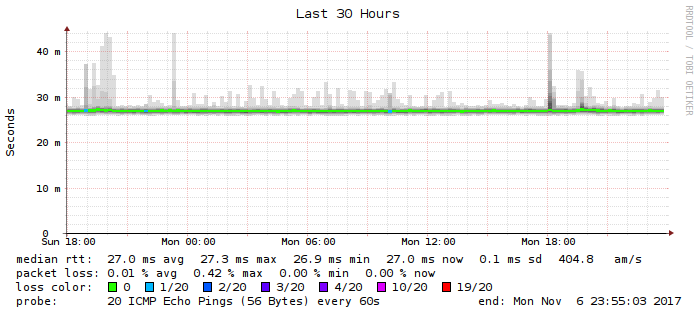 Last 30 Hours
RRDTOOL / TOBI OETIKER
Seconds
40 m
30 m
20 m
10 m
0
Sun 18:00 Mon 00:00 Mon 06:00 Mon 12:00 Mon 18:00
median rtt: 27.0 ms avg 27.3 ms max 26.9 ms min 27.0 ms now 0.1 ms sd 404.8 am/s
packet loss: 0.01 % avg 0.42 % max 0.00 % min 0.00 % now
loss color: 0 1/20 2/20 3/20 4/20 10/20 19/20
probe: 20 ICMP Echo Pings (56 Bytes) every 60s end: Mon Nov 6 23:55:03 2017